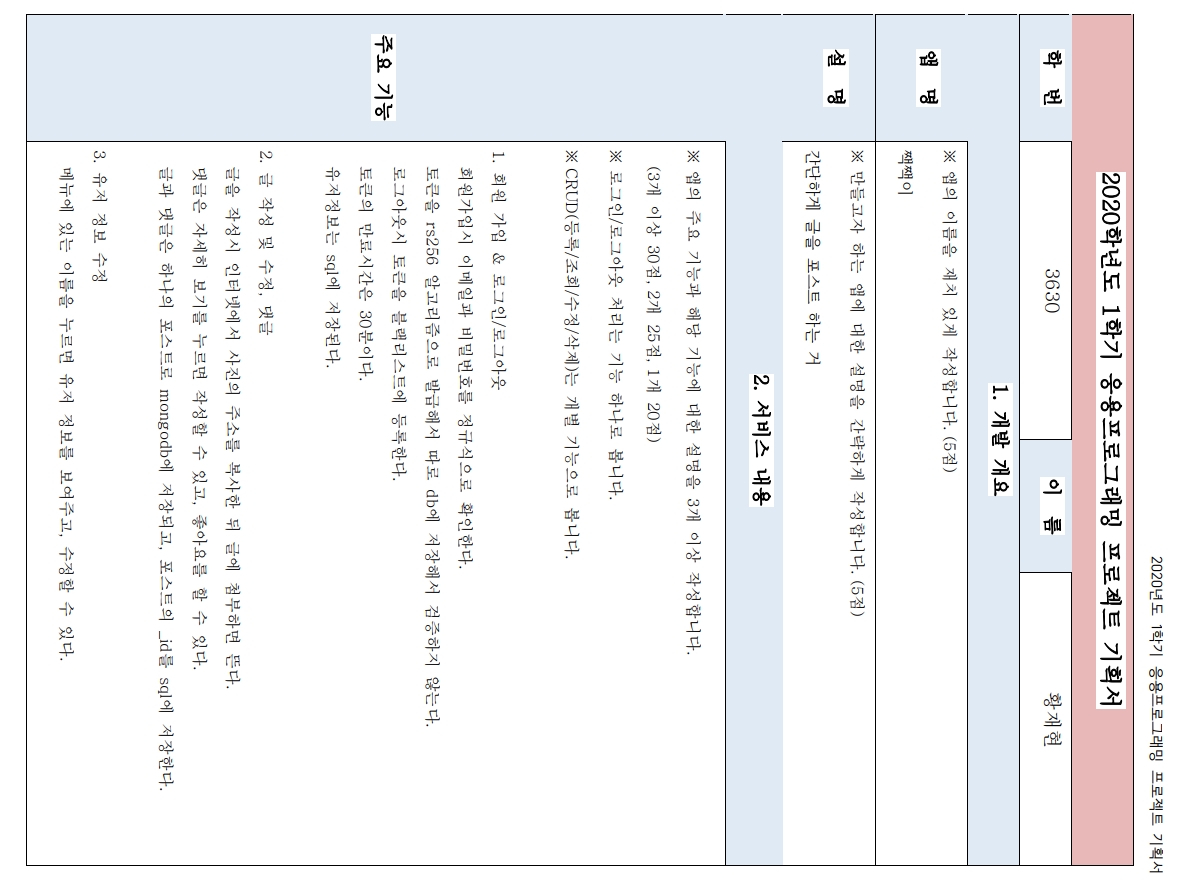 2020년도 1학기 응용프로그래밍 프로젝트 기획서
2020학년도 1학기 응용프로그래밍 프로젝트 기획서
학 번 3630 이 름 황재현
1. 개발 개요
※ 앱의 이름을 재치 있게 작성합니다. (5점)
앱 명
짹짹이
※ 만들고자 하는 앱에 대한 설명을 간략하게 작성합니다. (5점)
설 명
간단하게 글을 포스트 하는 거
2. 서비스 내용
※ 앱의 주요 기능과 해당 기능에 대한 설명을 3개 이상 작성합니다.
(3개 이상 30점, 2개 25점, 1개 20점)
※ 로그인/로그아웃 처리는 기능 하나로 봅니다.
※ CRUD(등록/조회/수정/삭제)는 개별 기능으로 봅니다.
1. 회원 가입 & 로그인/로그아웃
회원가입시 이메일과 비밀번호를 정규식으로 확인한다.
토큰을 rs256 알고리즘으로 발급해서 따로 db에 저장해서 검증하지 않는다.
로그아웃시 토큰을 블랙리스트에 등록한다.
주요 기능
토큰의 만료시간은 30분이다.
유저정보는 sql에 저장된다.
2. 글 작성 및 수정, 댓글
글을 작성시 인터넷에서 사진의 주소를 복사한 뒤 글에 첨부하면 뜬다.
댓글은 자세히 보기를 누르면 작성할 수 있고, 좋아요를 할 수 있다.
글과 댓글은 하나의 포스트로 mongodb에 저장되고, 포스트의 _id를 sql에 저장한다.
3. 유저 정보 수정
메뉴에 있는 이름을 누르면 유저 정보를 보여주고, 수정할 수 있다.